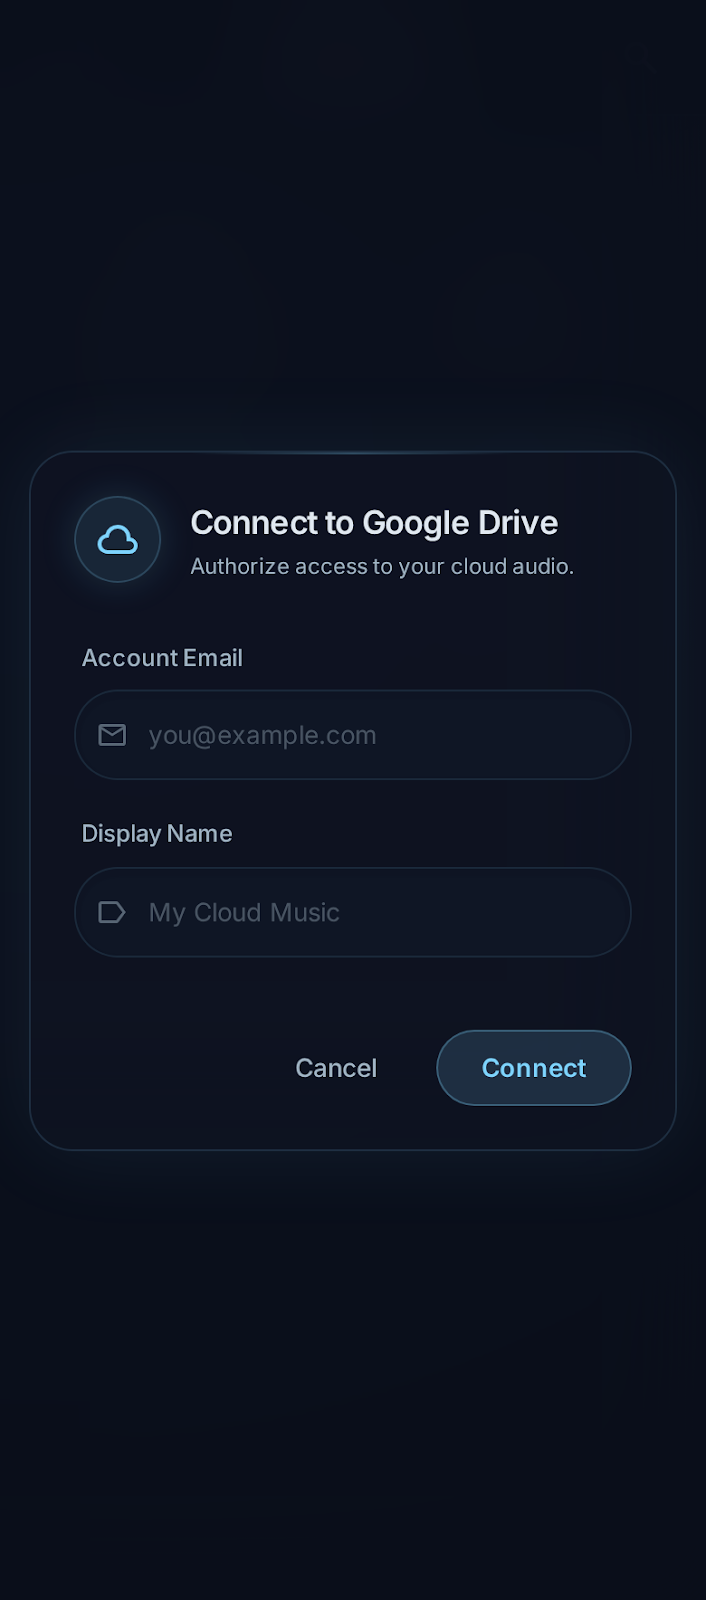 Connect to Google Drive
Authorize access to your cloud audio.
Account Email
you@example.com
Display Name
My Cloud Music
Cancel
Connect